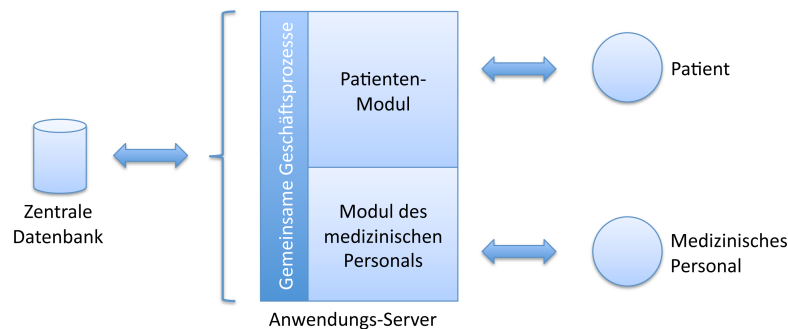 Zentrale
Datenbank
Gemeinsame Geschäftsprozesse
Patienten-
Modul
Modul des
medizinischen
Personals
Anwendungs-Server
Patient
Medizinisches
Personal